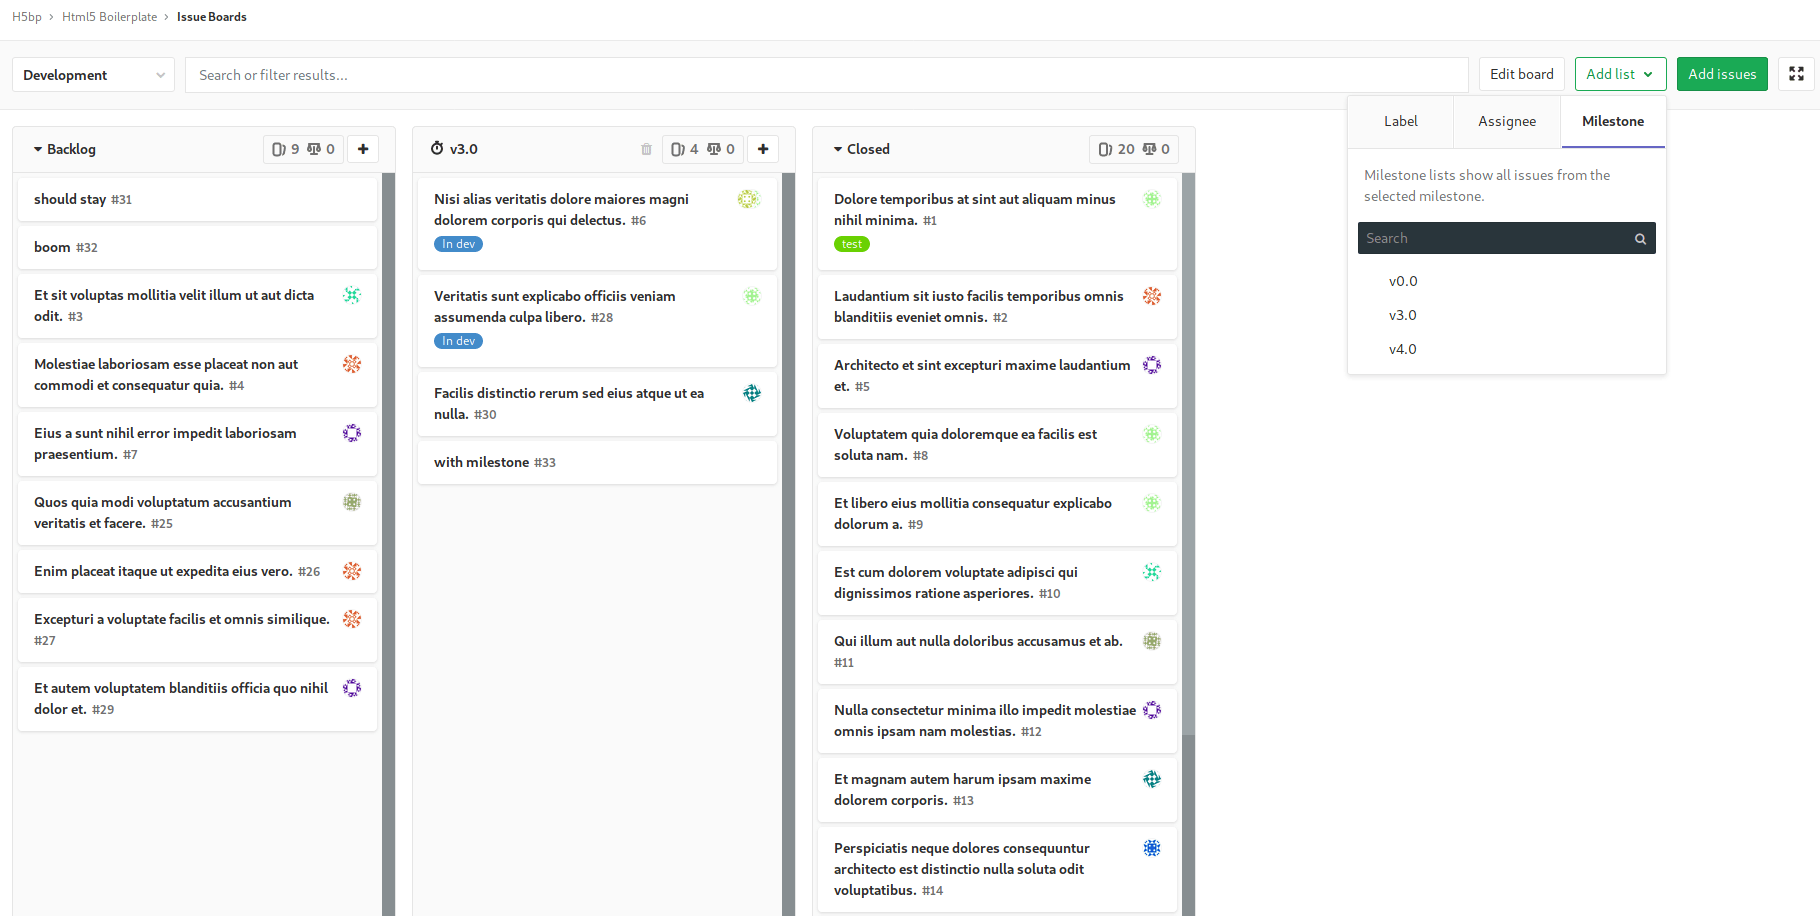 H5bp › Html5 Boilerplate › Issue Boards
Development
Search or filter results...
Edit board
Add list
Add issues
Label
Assignee
Milestone
Milestone lists show all issues from the
selected milestone.
Search
v0.0
v3.0
v4.0
Backlog
9
0
should stay #31
boom #32
Et sit voluptas mollitia velit illum ut aut dicta
odit. #3
Molestiae laboriosam esse placeat non aut
commodi et consequatur quia. #4
Eius a sunt nihil error impedit laboriosam
praesentium. #7
Quos quia modi voluptatum accusantium
veritatis et facere. #25
Enim placeat itaque ut expedita eius vero. #26
Excepturi a voluptate facilis et omnis similique.
#27
Et autem voluptatem blanditiis officia quo nihil
dolor et. #29
v3.0
4
0
Nisi alias veritatis dolore maiores magni
dolorem corporis qui delectus. #6
In dev
Veritatis sunt explicabo officiis veniam
assumenda culpa libero. #28
In dev
Facilis distinctio rerum sed eius atque ut ea
nulla. #30
with milestone #33
Closed
20
0
Dolore temporibus at sint aut aliquam minus
nihil minima. #1
test
Laudantium sit iusto facilis temporibus omnis
blanditiis eveniet omnis. #2
Architecto et sint excepturi maxime laudantium
et. #5
Voluptatem quia doloremque ea facilis est
soluta nam. #8
Et libero eius mollitia consequatur explicabo
dolorum a. #9
Est cum dolorem voluptate adipisci qui
dignissimos ratione asperiores. #10
Qui illum aut nulla doloribus accusamus et ab.
#11
Nulla consectetur minima illo impedit molestiae
omnis ipsam nam molestias. #12
Et magnam autem harum ipsam maxime
dolorem corporis. #13
Perspiciatis neque dolores consequuntur
architecto est distinctio nulla soluta odit
voluptatibus. #14